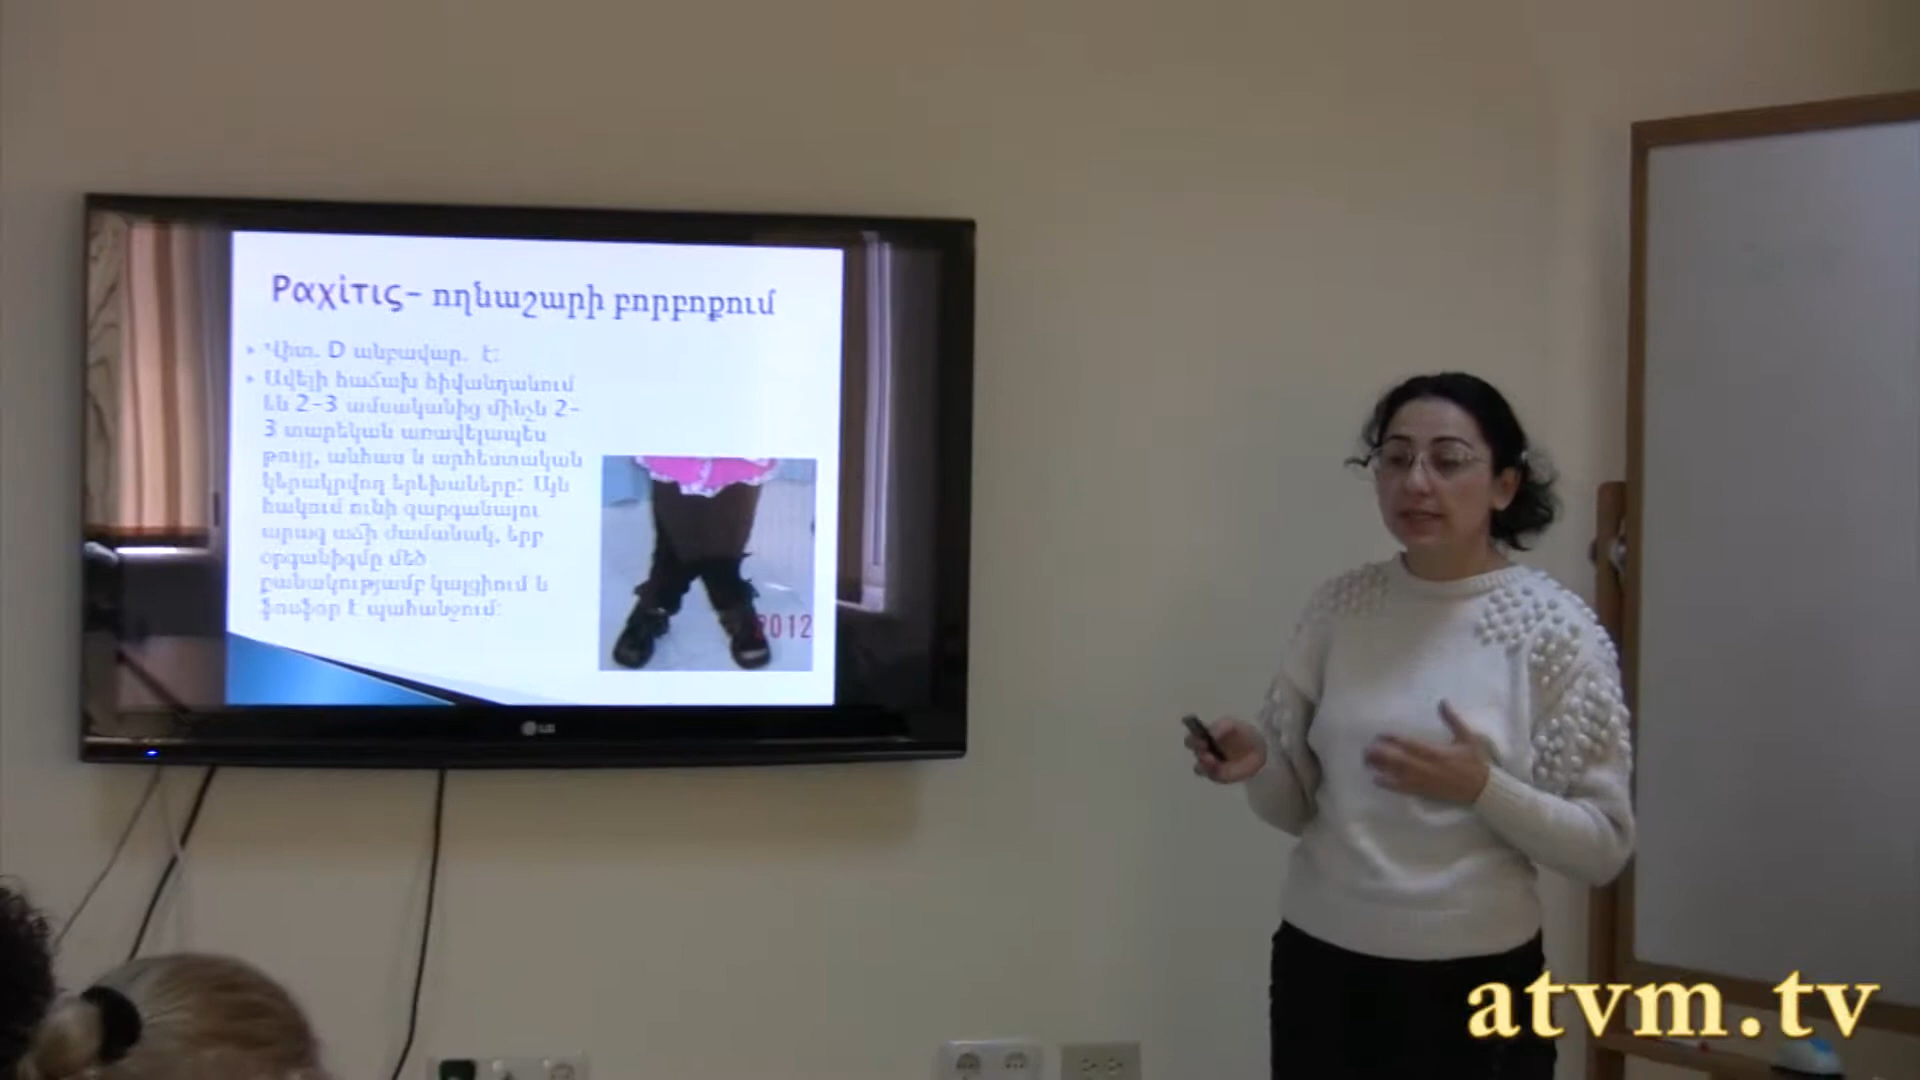 Ραχίτις– ողնաշարի բորբոքում
Վիտ. D անբավար. է:
Ավելի հաճախ հիվանդանում
են 2-3 ամսականից մինչև 2-
3 տարեկան առավելապես
թույլ, անհաս և արհեստական
կերակրվող երեխաները: Այն
հակում ունի զարգանալու
արագ աճի ժամանակ, երբ
օրգանիզմը մեծ
քանակությամբ կալցիում և
ֆոսֆոր է պահանջում:
2012
LG
atvm.tv